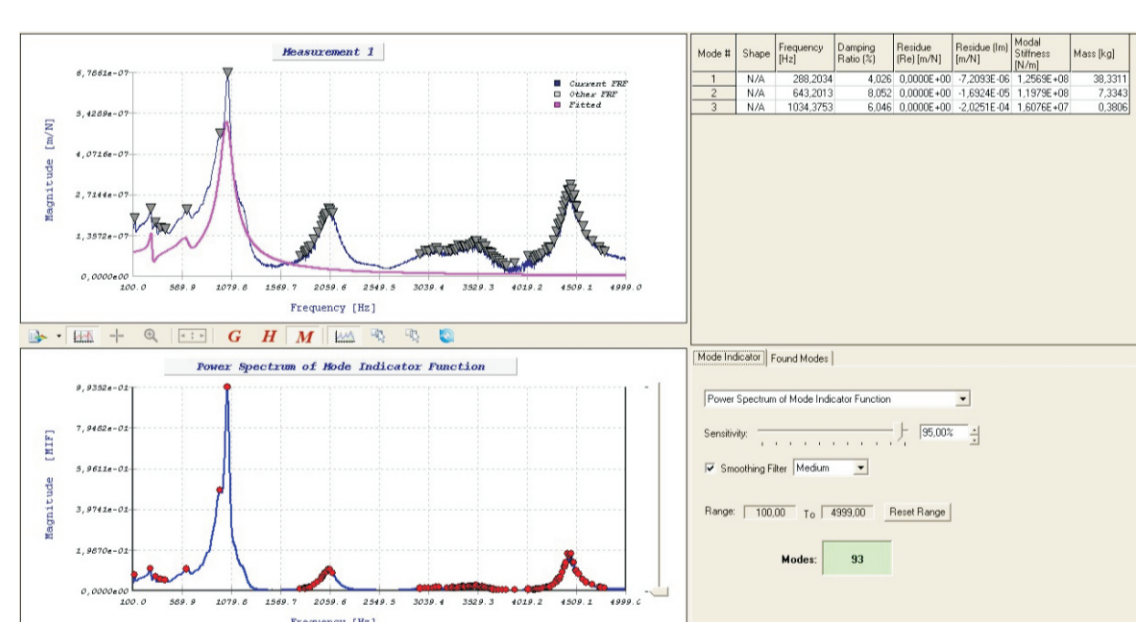 Measurement 1
Magnitude [m/N]
6,7861e-07
5,4289e-07
4,0716e-07
2,7144e-07
1,3572e-07
0,0000e00
Current FRF
Other FRF
Fitted
100.0 589.9 1079.8 1569.7 2059.6 2549.5 3039.4 3529.3 4019.2 4509.1 4999.0
Frequency [Hz]
Mode # Shape Frequency [Hz] Damping Ratio (%) Residue (Re) [m/N] Residue (Im) [m/N] Modal Stiffness [N/m] Mass [kg]
1 N/A 288,2034 4,026 0,0000E+00 -7,2093E-06 1,2569E+08 38,3311
2 N/A 643,2013 8,052 0,0000E+00 -1,6924E-05 1,1979E+08 7,3343
3 N/A 1034,3753 6,046 0,0000E+00 -2,0251E-04 1,6076E+07 0,3806
G H M
Power Spectrum of Mode Indicator Function
Magnitude [MIF]
9,9352e-01
7,9482e-01
5,9611e-01
3,9741e-01
1,9870e-01
0,0000e00
100.0 589.9 1079.8 1569.7 2059.6 2549.5 3039.4 3529.3 4019.2 4509.1 4999.0
Frequency [Hz]
Mode Indicator Found Modes
Power Spectrum of Mode Indicator Function
Sensitivity: 95,00%
Smoothing Filter Medium
Range: 100,00 To 4999,00 Reset Range
Modes: 93